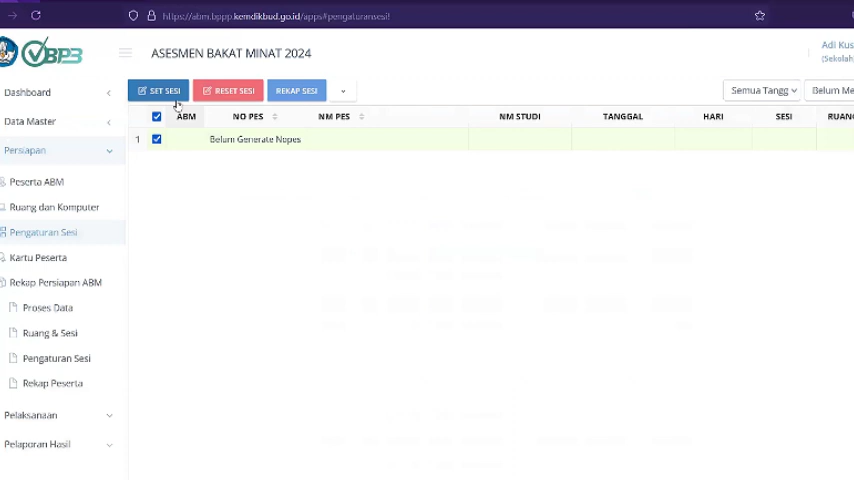 https://abm.bppp.kemdikbud.go.id/apps#pengaturansesi!
BP3
ASESMEN BAKAT MINAT 2024
Adi Kus
(Sekolah
Dashboard
Data Master
Persiapan
Peserta ABM
Ruang dan Komputer
Pengaturan Sesi
Kartu Peserta
Rekap Persiapan ABM
Proses Data
Ruang & Sesi
Pengaturan Sesi
Rekap Peserta
Pelaksanaan
Pelaporan Hasil
SET SESI RESET SESI REKAP SESI Semua Tangg Belum Me
ABM NO PES NM PES NM STUDI TANGGAL HARI SESI RUANG
1 Belum Generate Nopes